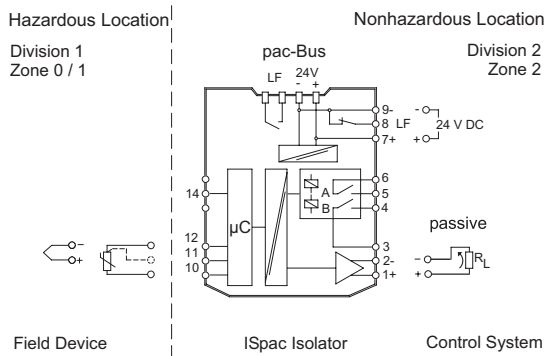 Hazardous Location
Nonhazardous Location
Division 1
Zone 0 / 1
pac-Bus
Division 2
Zone 2
LF
24V
- +
9-
8 LF
7+
-
+
24 V DC
6
5
4
A
B
14
µC
12
11
10
3
2-
1+
-
+
passive
-
+
RL
Field Device
ISpac Isolator
Control System